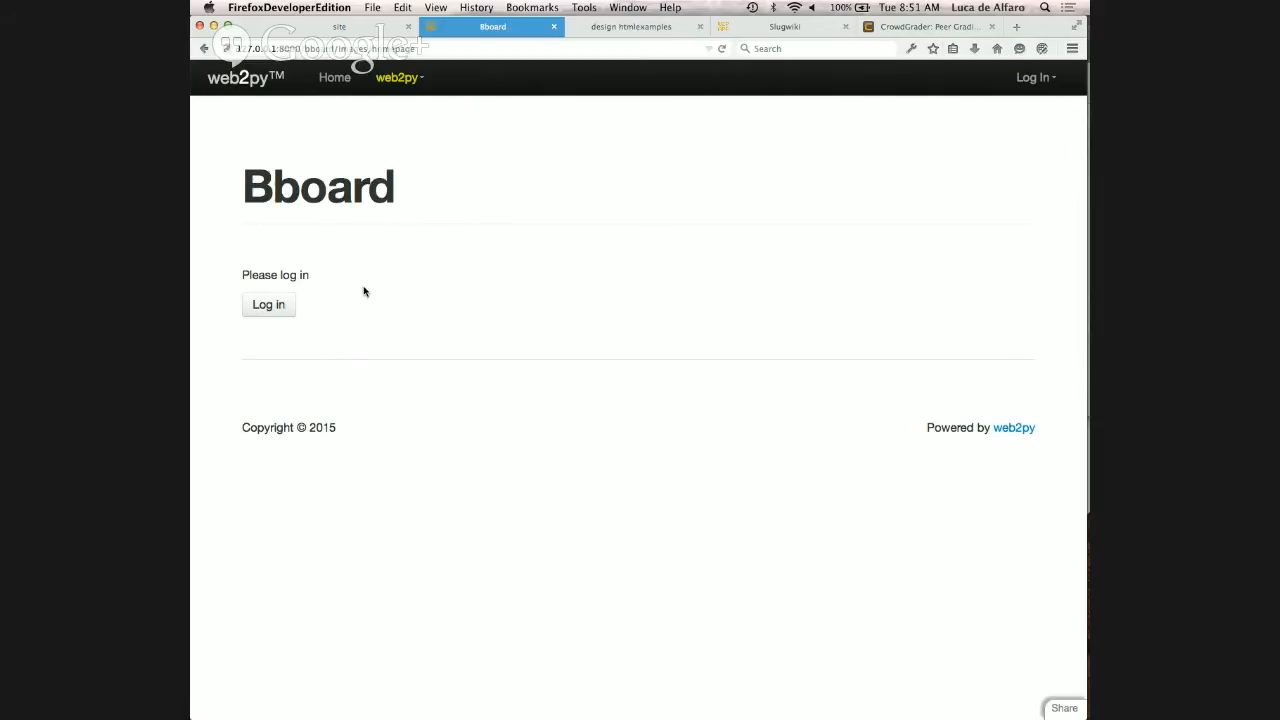 FirefoxDeveloperEdition File Edit View History Bookmarks Tools Window Help 100% Tue 8:51 AM Luca de Alfaro
site Bboard design htmlexamples Slugwiki CrowdGrader: Peer Gradi...
Google+
Search
web2py™ Home web2py Log In
Bboard
Please log in
Log in
Copyright © 2015 Powered by web2py
Share